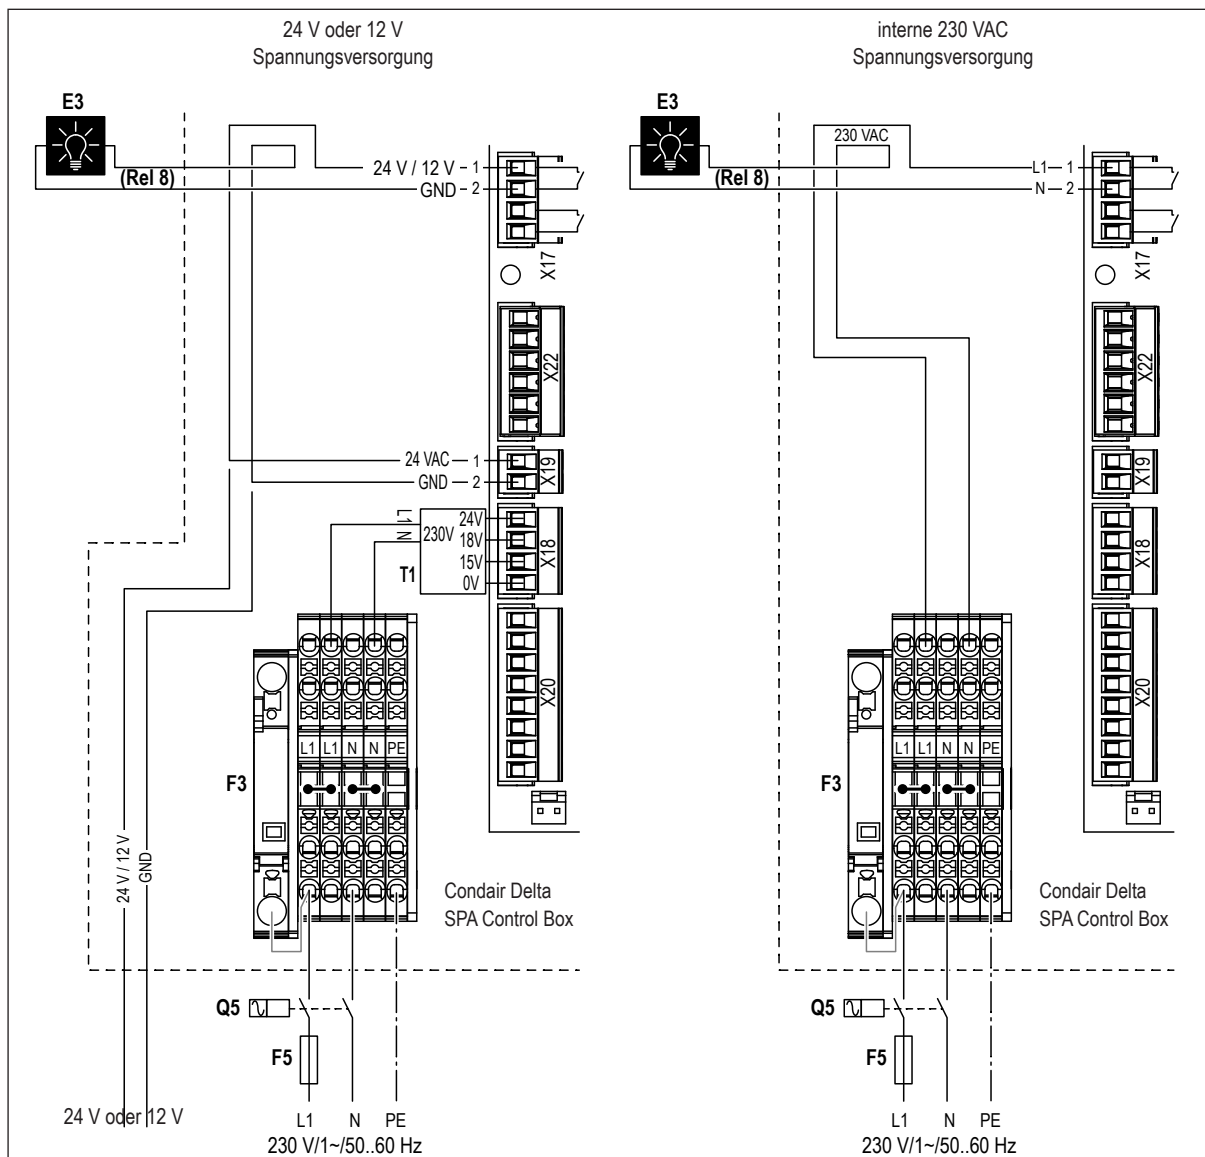 24 V oder 12 V
Spannungsversorgung
E3
(Rel 8)
24 V / 12 V
1
GND
2
X17
X22
24 VAC
1
GND
2
X19
L1
N
230V
T1
24V
18V
15V
0V
X18
X20
F3
L1 L1 N N PE
24 V / 12 V
GND
Condair Delta
SPA Control Box
Q5
F5
24 V oder 12 V
L1 N PE
230 V/1~/50..60 Hz
interne 230 VAC
Spannungsversorgung
E3
230 VAC
(Rel 8)
L1
1
N
2
X17
X22
X19
X18
X20
F3
L1 L1 N N PE
Condair Delta
SPA Control Box
Q5
F5
L1 N PE
230 V/1~/50..60 Hz